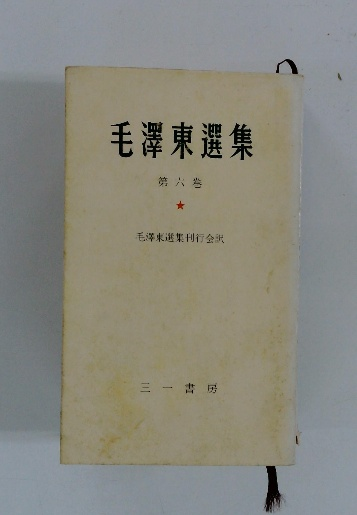 毛澤東選集
第六巻
毛澤東選集刊行会訳
三一書房